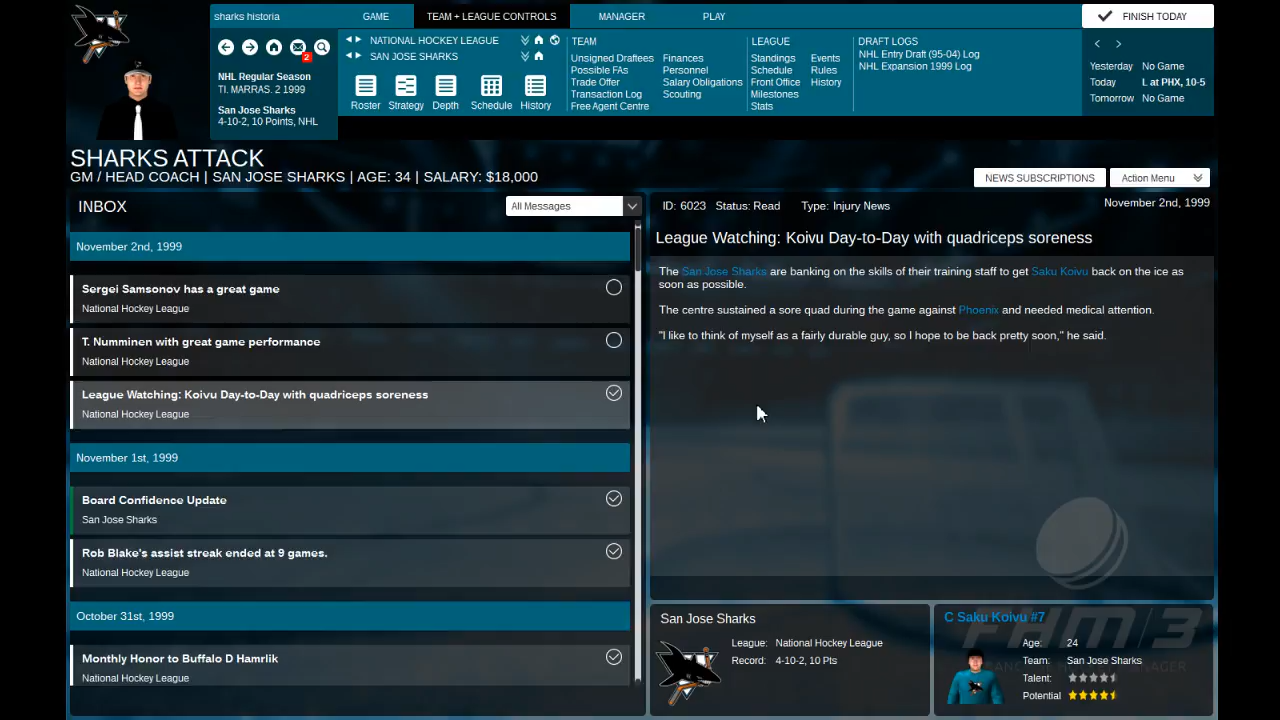 sharks historia
GAME
TEAM + LEAGUE CONTROLS
MANAGER
PLAY
FINISH TODAY
2
NHL Regular Season
TI. MARRAS. 2 1999
San Jose Sharks
4-10-2, 10 Points, NHL
NATIONAL HOCKEY LEAGUE
SAN JOSE SHARKS
Roster
Strategy
Depth
Schedule
History
TEAM
Unsigned Draftees
Possible FAs
Trade Offer
Transaction Log
Free Agent Centre
Finances
Personnel
Salary Obligations
Scouting
LEAGUE
Standings
Schedule
Front Office
Milestones
Stats
Events
Rules
History
DRAFT LOGS
NHL Entry Draft (95-04) Log
NHL Expansion 1999 Log
Yesterday No Game
Today L at PHX, 10-5
Tomorrow No Game
SHARKS ATTACK
GM / HEAD COACH | SAN JOSE SHARKS | AGE: 34 | SALARY: $18,000
NEWS SUBSCRIPTIONS
Action Menu
INBOX
All Messages
November 2nd, 1999
Sergei Samsonov has a great game
National Hockey League
T. Numminen with great game performance
National Hockey League
League Watching: Koivu Day-to-Day with quadriceps soreness
National Hockey League
November 1st, 1999
Board Confidence Update
San Jose Sharks
Rob Blake's assist streak ended at 9 games.
National Hockey League
October 31st, 1999
Monthly Honor to Buffalo D Hamrlik
National Hockey League
ID: 6023 Status: Read Type: Injury News
November 2nd, 1999
League Watching: Koivu Day-to-Day with quadriceps soreness
The San Jose Sharks are banking on the skills of their training staff to get Saku Koivu back on the ice as
soon as possible.
The centre sustained a sore quad during the game against Phoenix and needed medical attention.
"I like to think of myself as a fairly durable guy, so I hope to be back pretty soon," he said.
San Jose Sharks
League: National Hockey League
Record: 4-10-2, 10 Pts
C Saku Koivu #7
Age: 24
Team: San Jose Sharks
Talent:
Potential
FHM|3